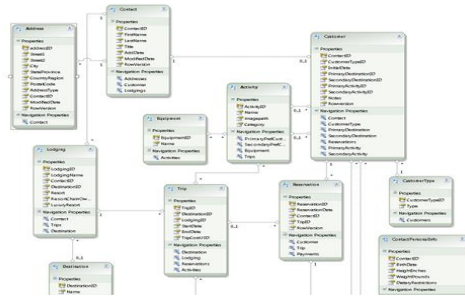 Contact
Properties
ContactID
FirstName
LastName
Title
AddDate
ModifiedDate
RowVersion
Navigation Properties
Addresses
Customer
Lodgings
Address
Properties
addressID
Street1
Street2
City
StateProvince
CountryRegion
PostalCode
AddressType
ContactID
ModifiedDate
RowVersion
Navigation Properties
Contact
Customer
Properties
ContactID
CustomerTypeID
InitialDate
PrimaryDestinationID
SecondaryDestinationID
PrimaryActivityID
SecondaryActivityID
Notes
RowVersion
Navigation Properties
Contact
CustomerType
PrimaryDestination
SecondaryDestination
Reservations
PrimaryActivity
SecondaryActivity
Activity
Properties
ActivityID
Name
imagepath
Category
Navigation Properties
PrimaryPrefCust...
SecondaryPrefC...
Equipment
Trips
Equipment
Properties
EquipmentID
Name
Navigation Properties
Activities
Lodging
Properties
LodgingID
LodgingName
ContactID
DestinationID
Resort
ResortChainOw...
LuxuryResort
Navigation Properties
Contact
Trips
Destination
Trip
Properties
TripID
DestinationID
LodgingID
StartDate
EndDate
TripCostUSD
Navigation Properties
Destination
Lodging
Reservations
Activities
Reservation
Properties
ReservationID
ReservationDate
ContactID
TripID
RowVersion
Navigation Properties
Customer
Trip
Payments
CustomerType
Properties
CustomerTypeID
Type
Navigation Properties
Customers
ContactPersonalInfo
Properties
ContactID
BirthDate
HeightInches
WeightPounds
DietaryRestrictions
Destination
Properties
DestinationID
Name